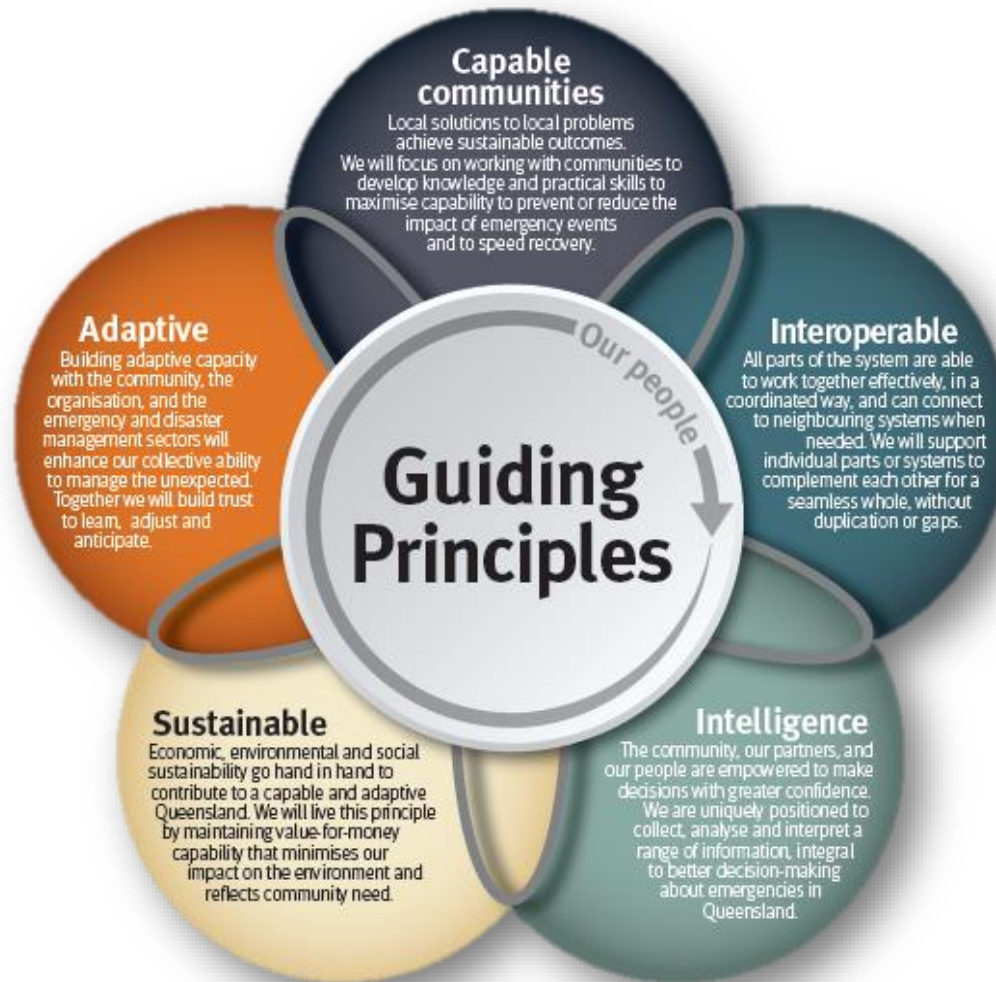 Capable
communities
Local solutions to local problems
achieve sustainable outcomes.
We will focus on working with communities to
develop knowledge and practical skills to
maximise capability to prevent or reduce the
impact of emergency events
and to speed recovery.
Adaptive
Building adaptive capacity
with the community, the
organisation, and the
emergency and disaster
management sectors will
enhance our collective ability
to manage the unexpected.
Together we will build trust
to learn, adjust and
anticipate.
Our people
Guiding
Principles
Interoperable
All parts of the system are able
to work together effectively, in a
coordinated way, and can connect
to neighbouring systems when
needed. We will support
individual parts or systems to
complement each other for a
seamless whole, without
duplication or gaps.
Sustainable
Economic, environmental and social
sustainability go hand in hand to
contribute to a capable and adaptive
Queensland. We will live this principle
by maintaining value-for-money
capability that minimises our
impact on the environment and
reflects community need.
Intelligence
The community, our partners, and
our people are empowered to make
decisions with greater confidence.
We are uniquely positioned to
collect, analyse and interpret a
range of information, integral
to better decision-making
about emergencies in
Queensland.